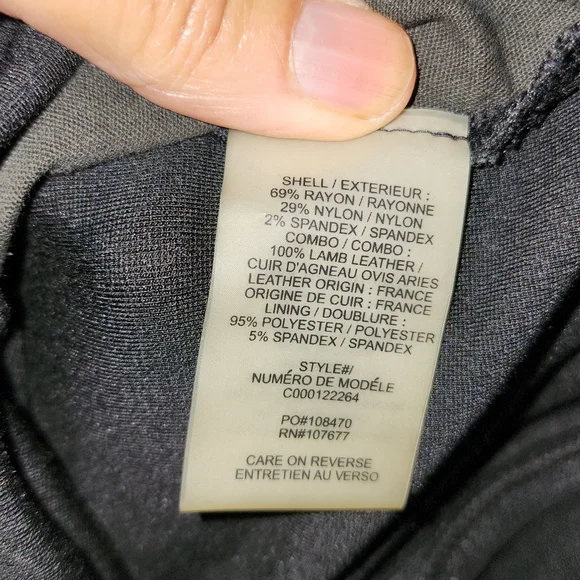 SHELL / EXTERIEUR :
69% RAYON / RAYONNE
29% NYLON / NYLON
2% SPANDEX / SPANDEX
COMBO / COMBO :
100% LAMB LEATHER /
CUIR D'AGNEAU OVIS ARIES
LEATHER ORIGIN : FRANCE
ORIGINE DE CUIR : FRANCE
LINING / DOUBLURE :
95% POLYESTER / POLYESTER
5% SPANDEX / SPANDEX
STYLE#/
NUMÉRO DE MODÉLE
C000122264
PO#108470
RN#107677
CARE ON REVERSE
ENTRETIEN AU VERSO